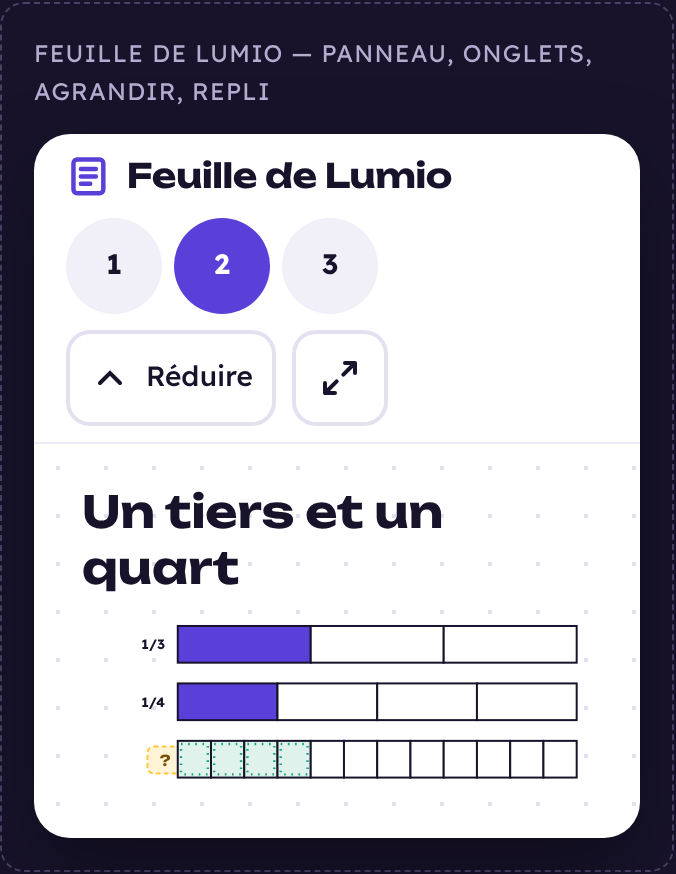 FEUILLE DE LUMIO — PANNEAU, ONGLETS,
AGRANDIR, REPLI
Feuille de Lumio
1 2 3
Réduire
Un tiers et un
quart
1/3
1/4
?